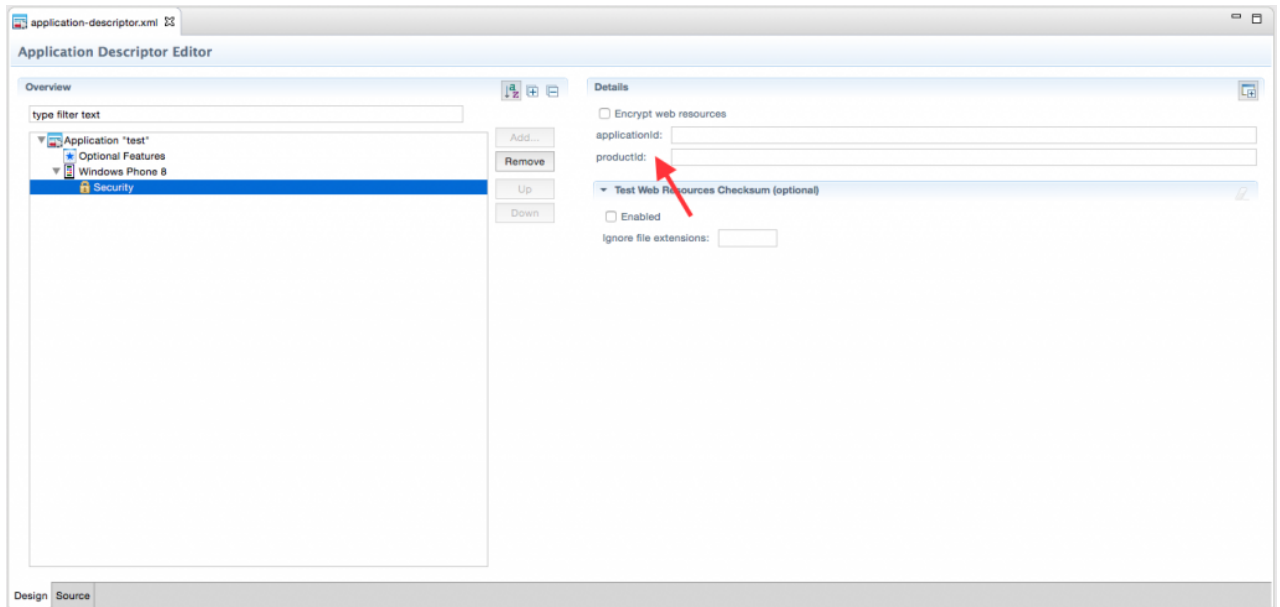 application-descriptor.xml
Application Descriptor Editor
Overview
type filter text
Application "test"
Optional Features
Windows Phone 8
Security
Add...
Remove
Up
Down
Details
Encrypt web resources
applicationId:
productId:
Test Web Resources Checksum (optional)
Enabled
Ignore file extensions:
Design Source